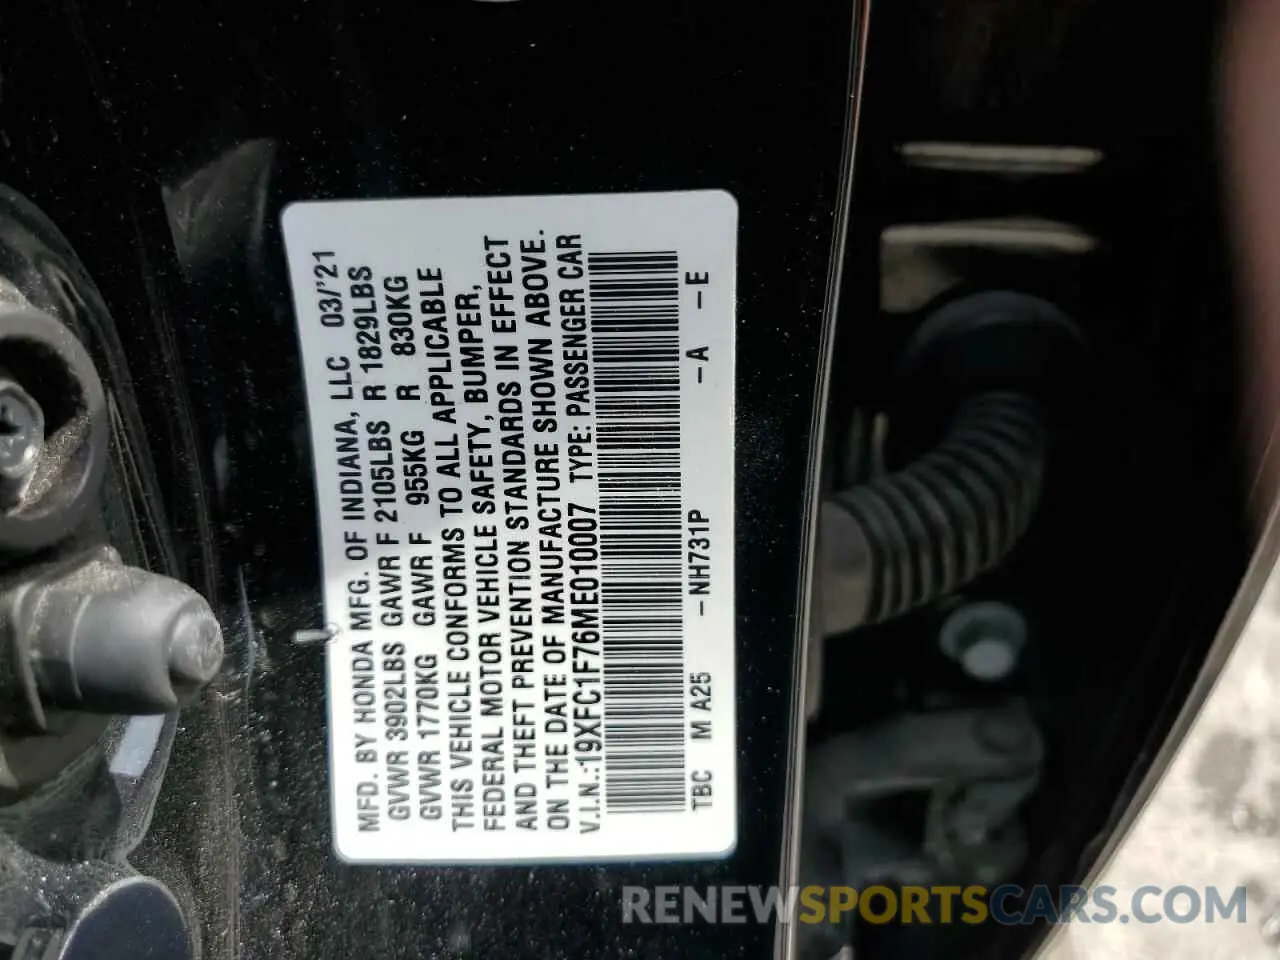 MFD. BY HONDA MFG. OF INDIANA, LLC 03/'21
GVWR 3902LBS GAWR F 2105LBS R 1829LBS
GVWR 1770KG GAWR F 955KG R 830KG
THIS VEHICLE CONFORMS TO ALL APPLICABLE
FEDERAL MOTOR VEHICLE SAFETY, BUMPER,
AND THEFT PREVENTION STANDARDS IN EFFECT
ON THE DATE OF MANUFACTURE SHOWN ABOVE.
V.I.N.:19XFC1F76ME010007 TYPE: PASSENGER CAR
TBC M A25 -NH731P -A -E
RENEWSPORTSCARS.COM